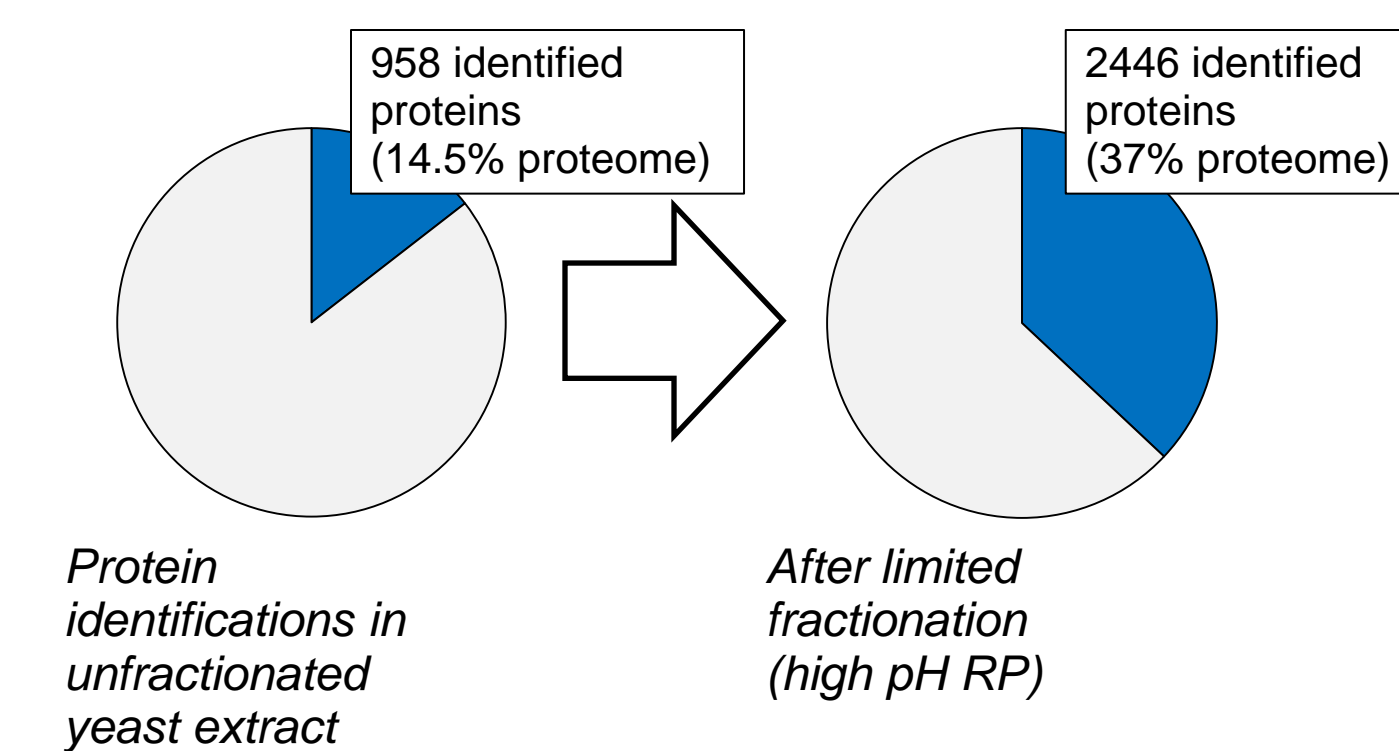 958 identified
proteins
(14.5% proteome)
2446 identified
proteins
(37% proteome)
Protein
identifications in
unfractionated
yeast extract
After limited
fractionation
(high pH RP)